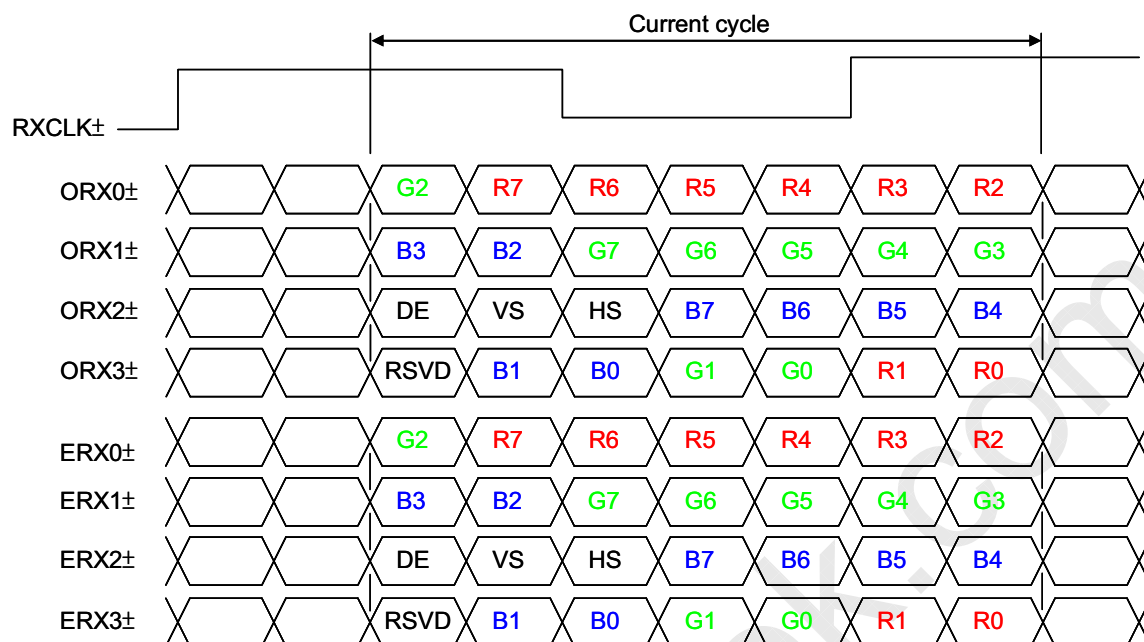 Current cycle
RXCLK±
ORX0± G2 R7 R6 R5 R4 R3 R2
ORX1± B3 B2 G7 G6 G5 G4 G3
ORX2± DE VS HS B7 B6 B5 B4
ORX3± RSVD B1 B0 G1 G0 R1 R0
ERX0± G2 R7 R6 R5 R4 R3 R2
ERX1± B3 B2 G7 G6 G5 G4 G3
ERX2± DE VS HS B7 B6 B5 B4
ERX3± RSVD B1 B0 G1 G0 R1 R0
ok.com